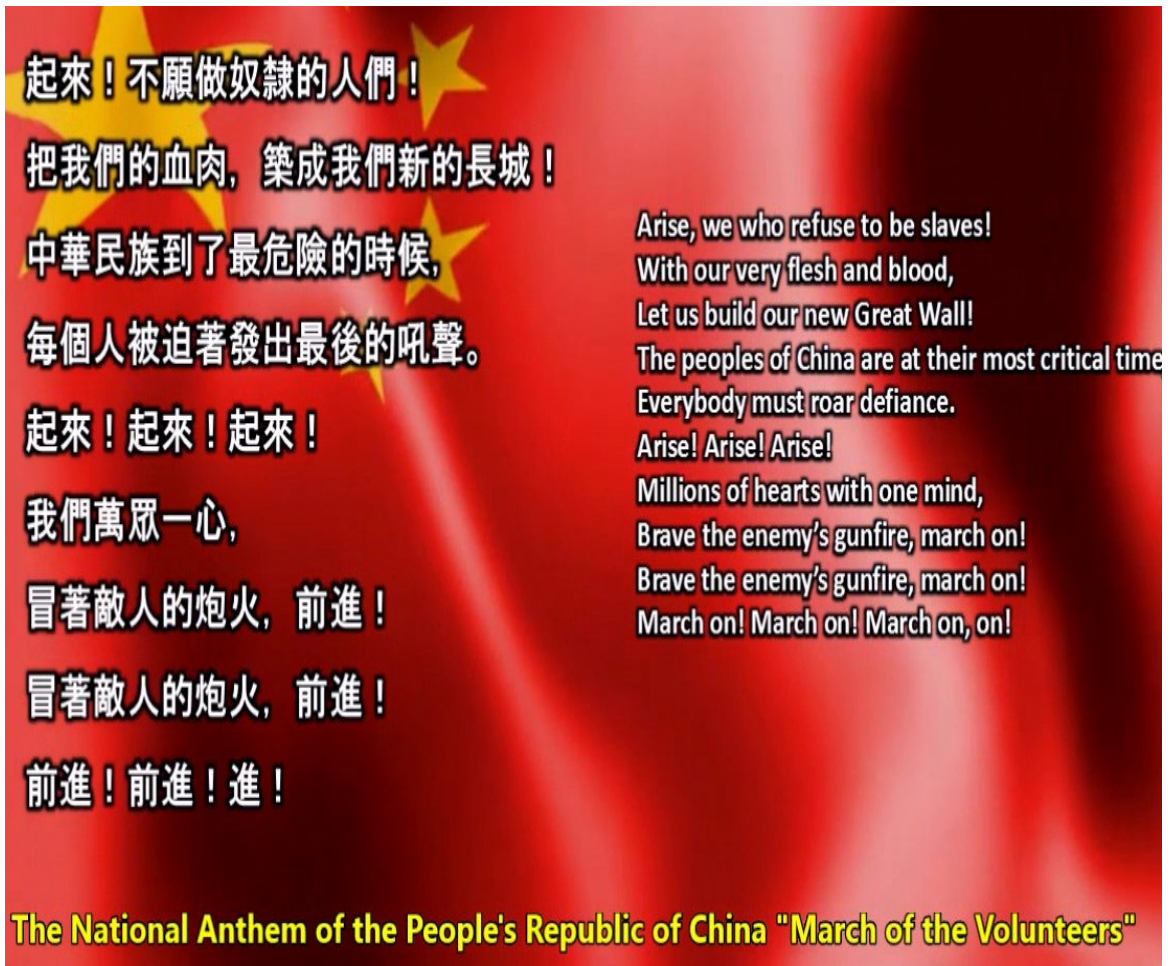 起來！不願做奴隸的人們！
把我們的血肉，築成我們新的長城！
中華民族到了最危險的時候，
每個人被迫著發出最後的吼聲。
起來！起來！起來！
我們萬眾一心，
冒著敵人的炮火，前進！
冒著敵人的炮火，前進！
前進！前進！進！
Arise, we who refuse to be slaves!
With our very flesh and blood,
Let us build our new Great Wall!
The peoples of China are at their most critical time,
Everybody must roar defiance.
Arise! Arise! Arise!
Millions of hearts with one mind,
Brave the enemy’s gunfire, march on!
Brave the enemy’s gunfire, march on!
March on! March on! March on, on!
The National Anthem of the People's Republic of China "March of the Volunteers"